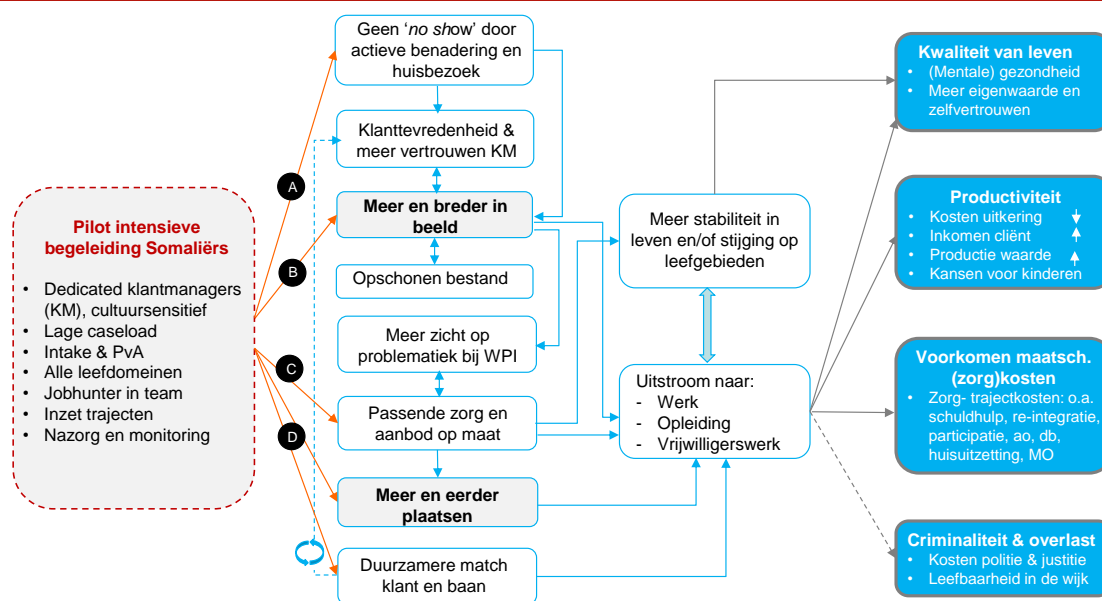 Pilot intensieve
begeleiding Somaliërs
• Dedicated klantmanagers
(KM), cultuursensitief
• Lage caseload
• Intake & PvA
• Alle leefdomeinen
• Jobhunter in team
• Inzet trajecten
• Nazorg en monitoring
A
B
C
D
Geen ‘no show’ door
actieve benadering en
huisbezoek
Klanttevredenheid &
meer vertrouwen KM
Meer en breder in
beeld
Opschonen bestand
Meer zicht op
problematiek bij WPI
Passende zorg en
aanbod op maat
Meer en eerder
plaatsen
Duurzamere match
klant en baan
Meer stabiliteit in
leven en/of stijging op
leefgebieden
Uitstroom naar:
- Werk
- Opleiding
- Vrijwilligerswerk
Kwaliteit van leven
• (Mentale) gezondheid
• Meer eigenwaarde en
zelfvertrouwen
Productiviteit
• Kosten uitkering
• Inkomen cliënt
• Productie waarde
• Kansen voor kinderen
Voorkomen maatsch.
(zorg)kosten
• Zorg- trajectkosten: o.a.
schuldhulp, re-integratie,
participatie, ao, db,
huisuitzetting, MO
Criminaliteit & overlast
• Kosten politie & justitie
• Leefbaarheid in de wijk